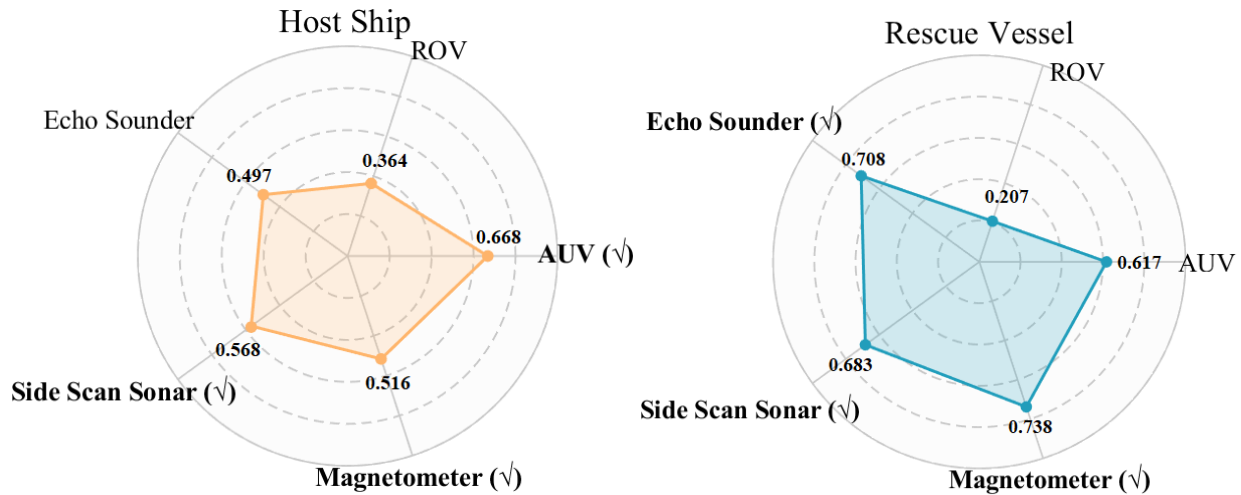 Host Ship
ROV
Echo Sounder
0.497
0.364
0.668
AUV (√)
0.568
0.516
Side Scan Sonar (√)
Magnetometer (√)
Rescue Vessel
ROV
Echo Sounder (√)
0.708
0.207
0.617
AUV
0.683
0.738
Side Scan Sonar (√)
Magnetometer (√)